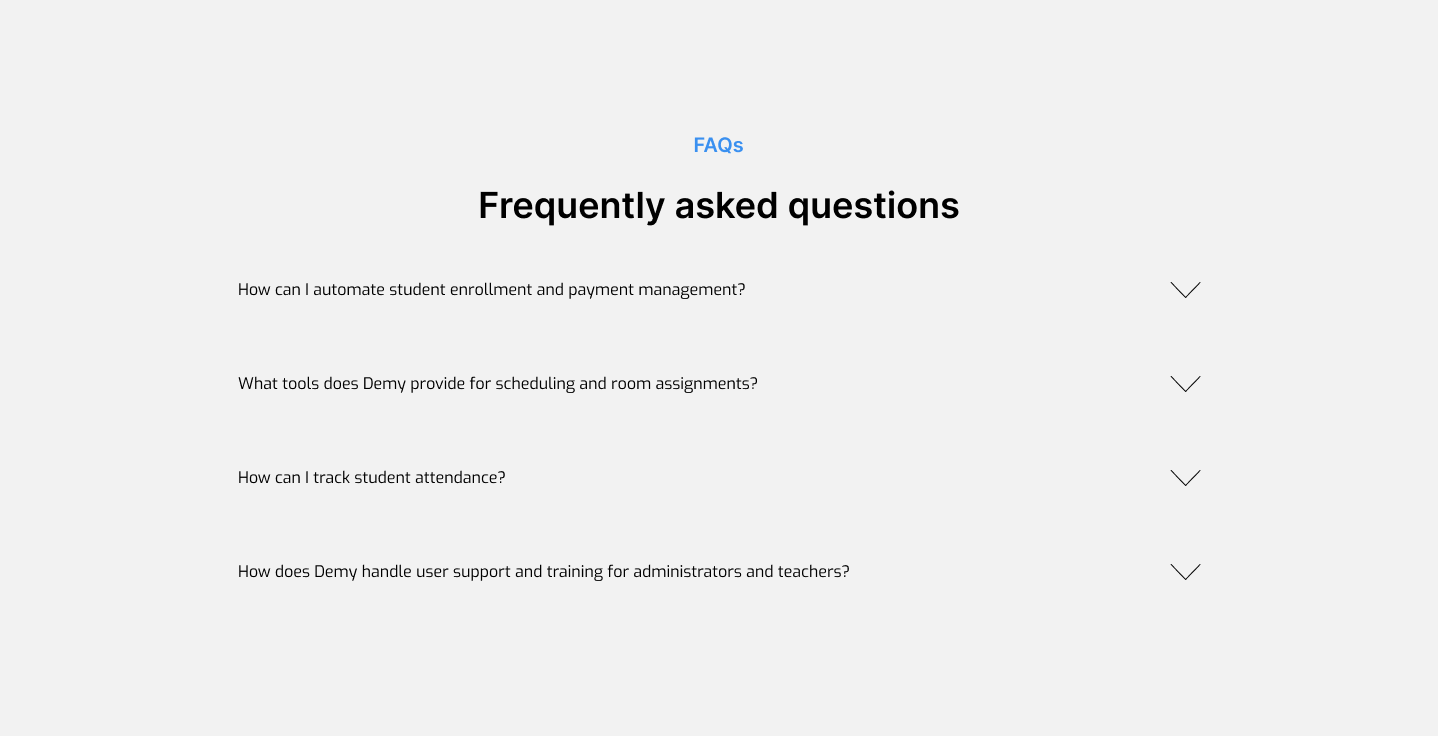 FAQs
Frequently asked questions
How can I automate student enrollment and payment management?
What tools does Demy provide for scheduling and room assignments?
How can I track student attendance?
How does Demy handle user support and training for administrators and teachers?